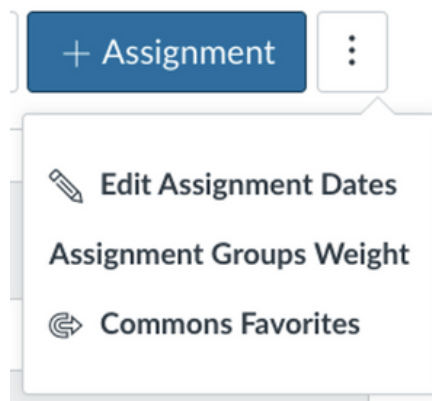 + Assignment
Edit Assignment Dates
Assignment Groups Weight
Commons Favorites